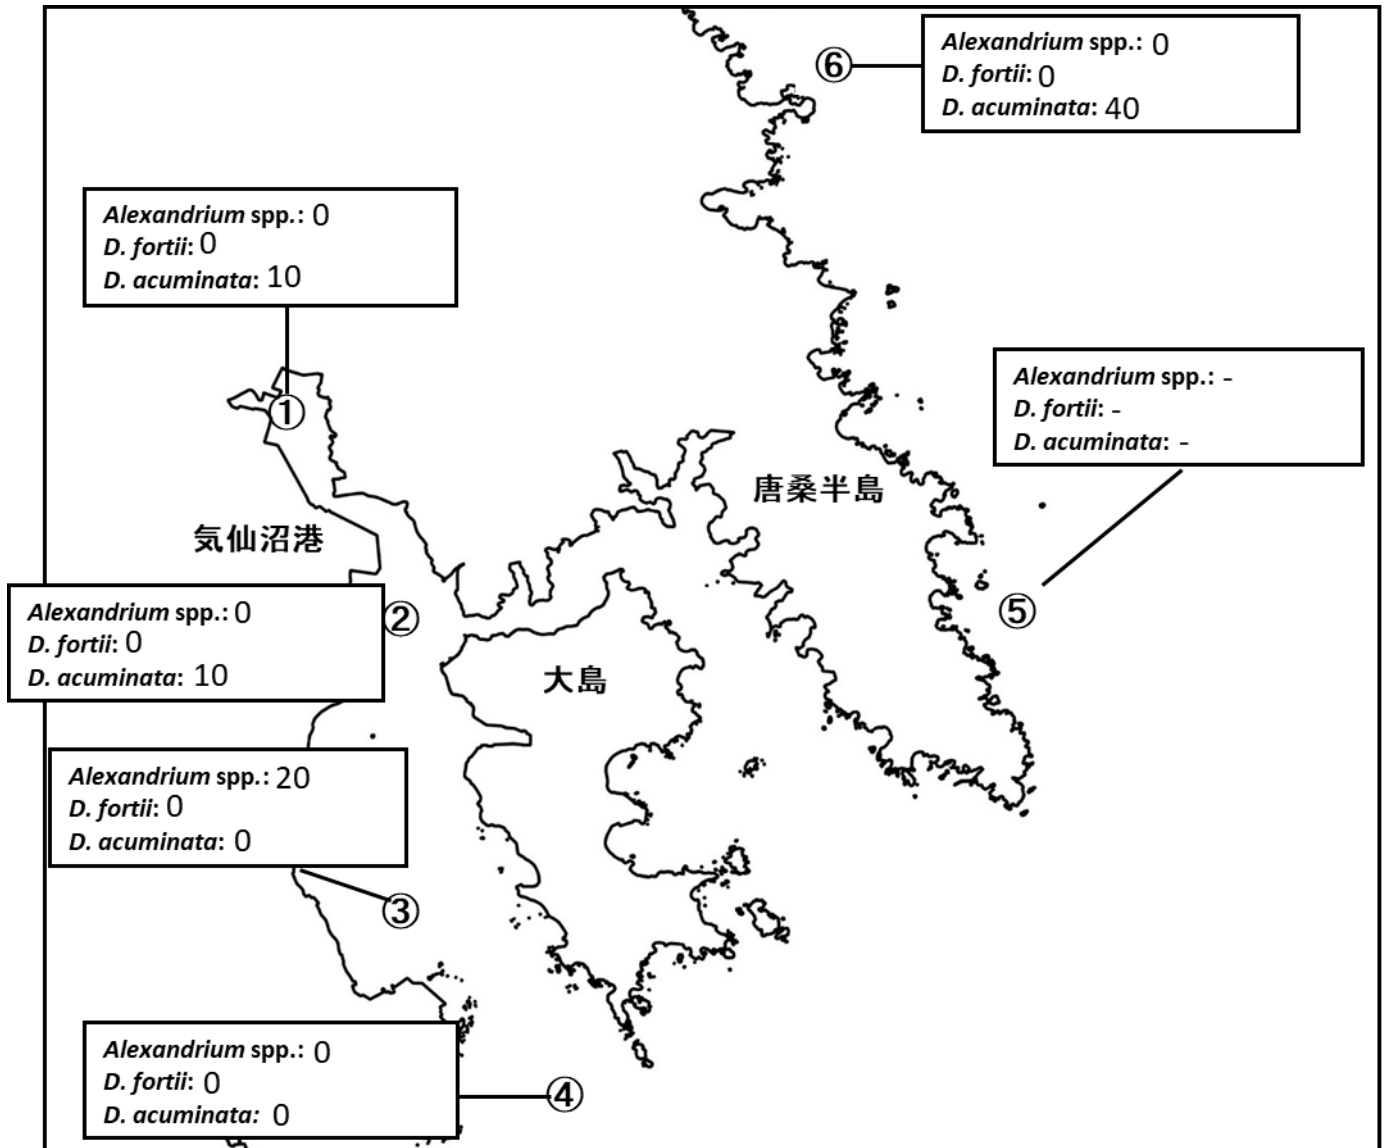 ⑥
Alexandrium spp.: 0
D. fortii: 0
D. acuminata: 40
Alexandrium spp.: 0
D. fortii: 0
D. acuminata: 10
①
Alexandrium spp.: -
D. fortii: -
D. acuminata: -
唐桑半島
気仙沼港
⑤
Alexandrium spp.: 0
D. fortii: 0
D. acuminata: 10
②
大島
Alexandrium spp.: 20
D. fortii: 0
D. acuminata: 0
③
Alexandrium spp.: 0
D. fortii: 0
D. acuminata: 0
④